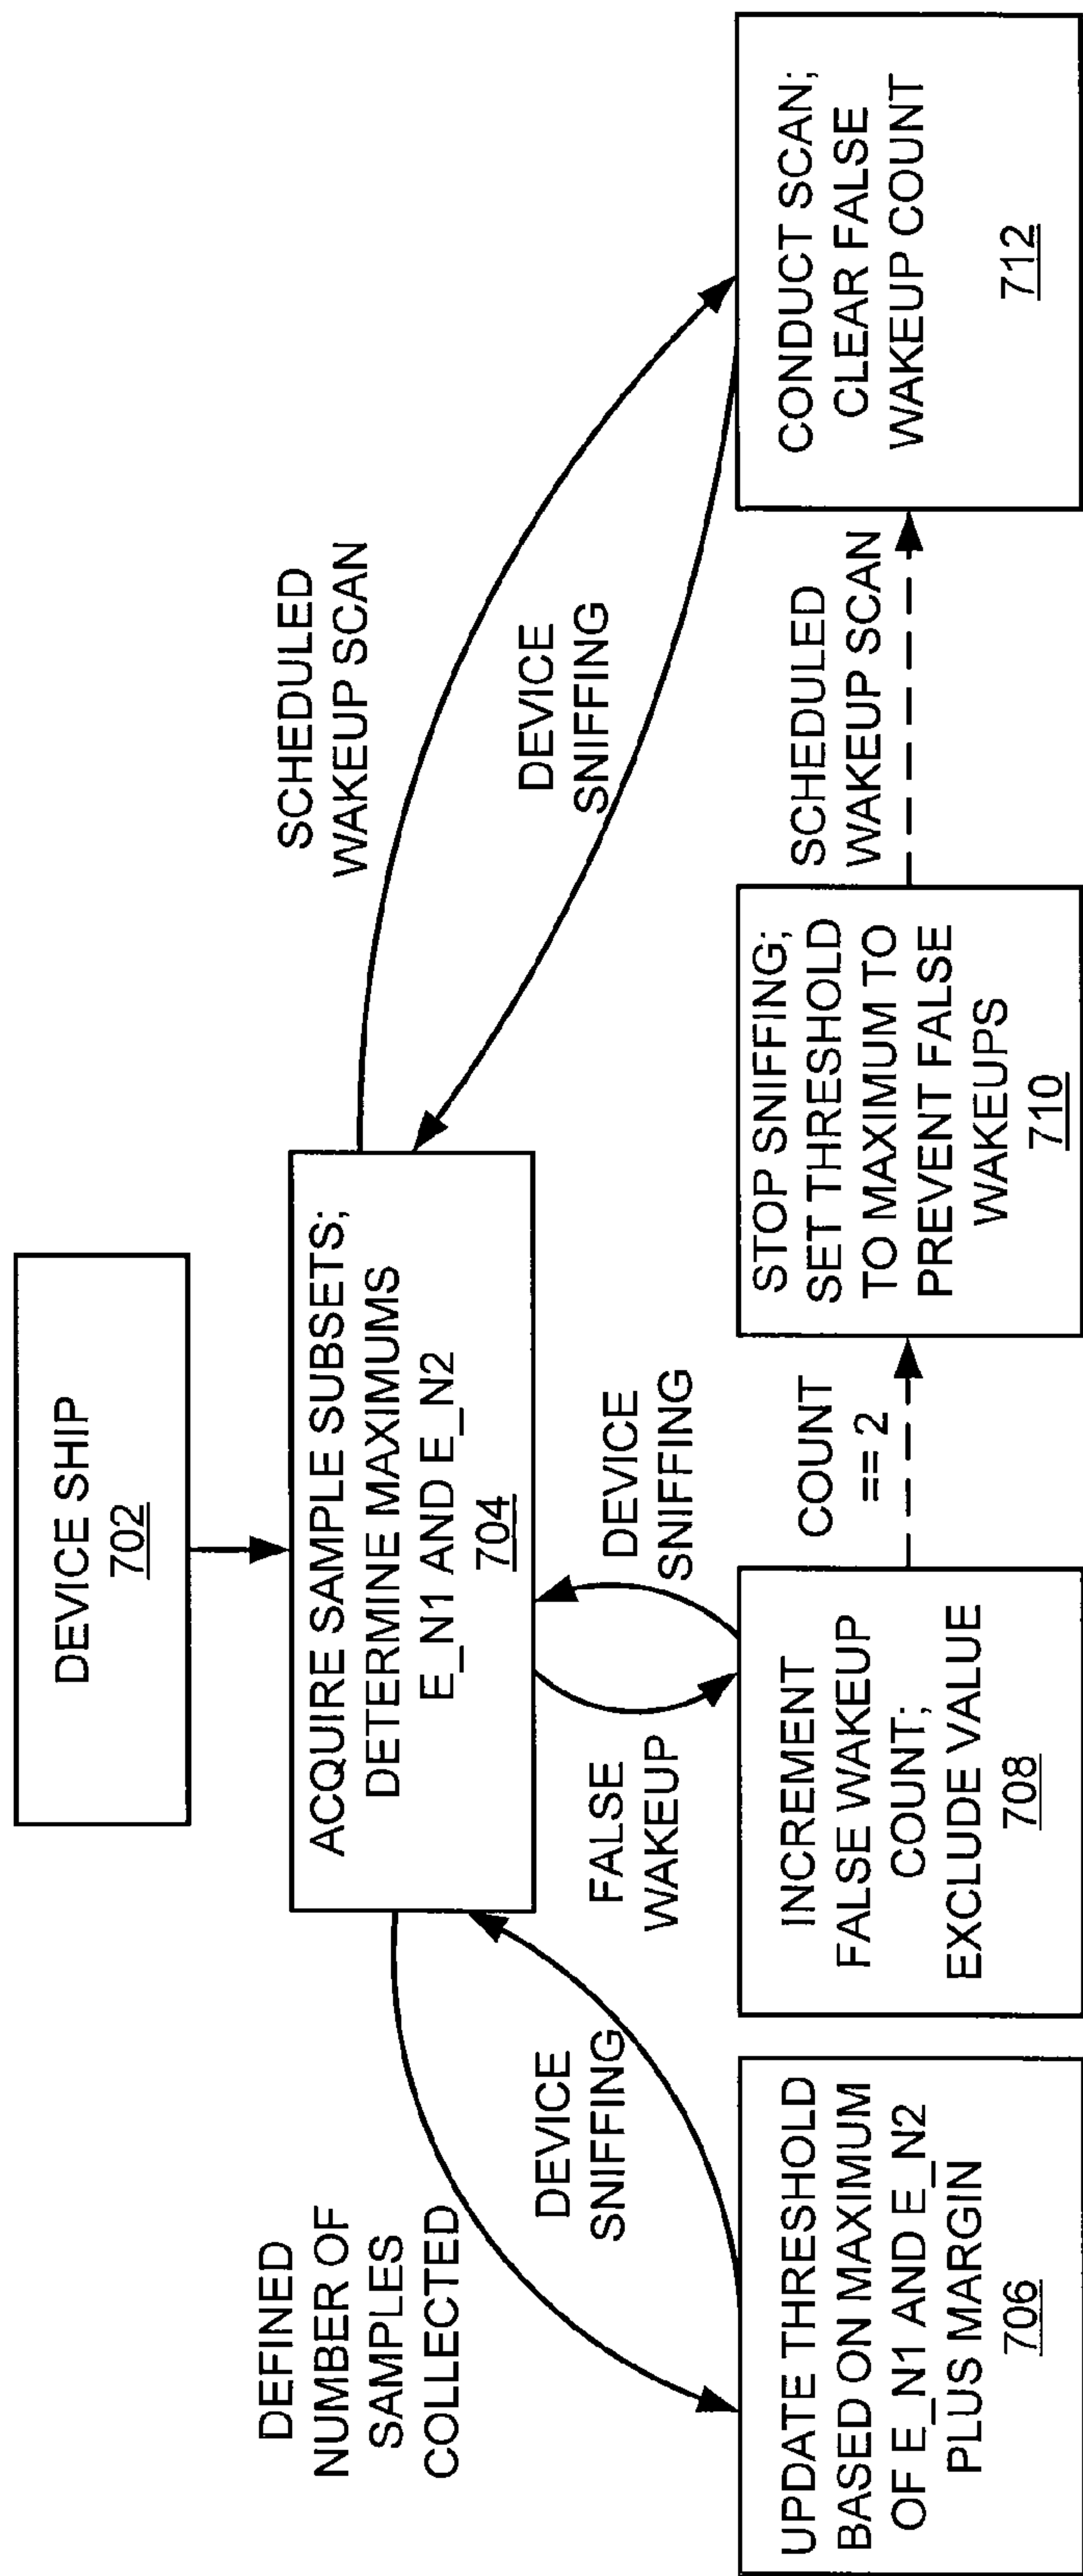 DEVICE SHIP
702
ACQUIRE SAMPLE SUBSETS;
DETERMINE MAXIMUMS
E_N1 AND E_N2
704
DEFINED
NUMBER OF
SAMPLES
COLLECTED
DEVICE
SNIFFING
FALSE
WAKEUP
DEVICE
SNIFFING
SCHEDULED
WAKEUP SCAN
DEVICE
SNIFFING
UPDATE THRESHOLD
BASED ON MAXIMUM
OF E_N1 AND E_N2
PLUS MARGIN
706
INCREMENT
FALSE WAKEUP
COUNT;
EXCLUDE VALUE
708
COUNT
== 2
STOP SNIFFING;
SET THRESHOLD
TO MAXIMUM TO
PREVENT FALSE
WAKEUPS
710
SCHEDULED
WAKEUP SCAN
CONDUCT SCAN;
CLEAR FALSE
WAKEUP COUNT
712